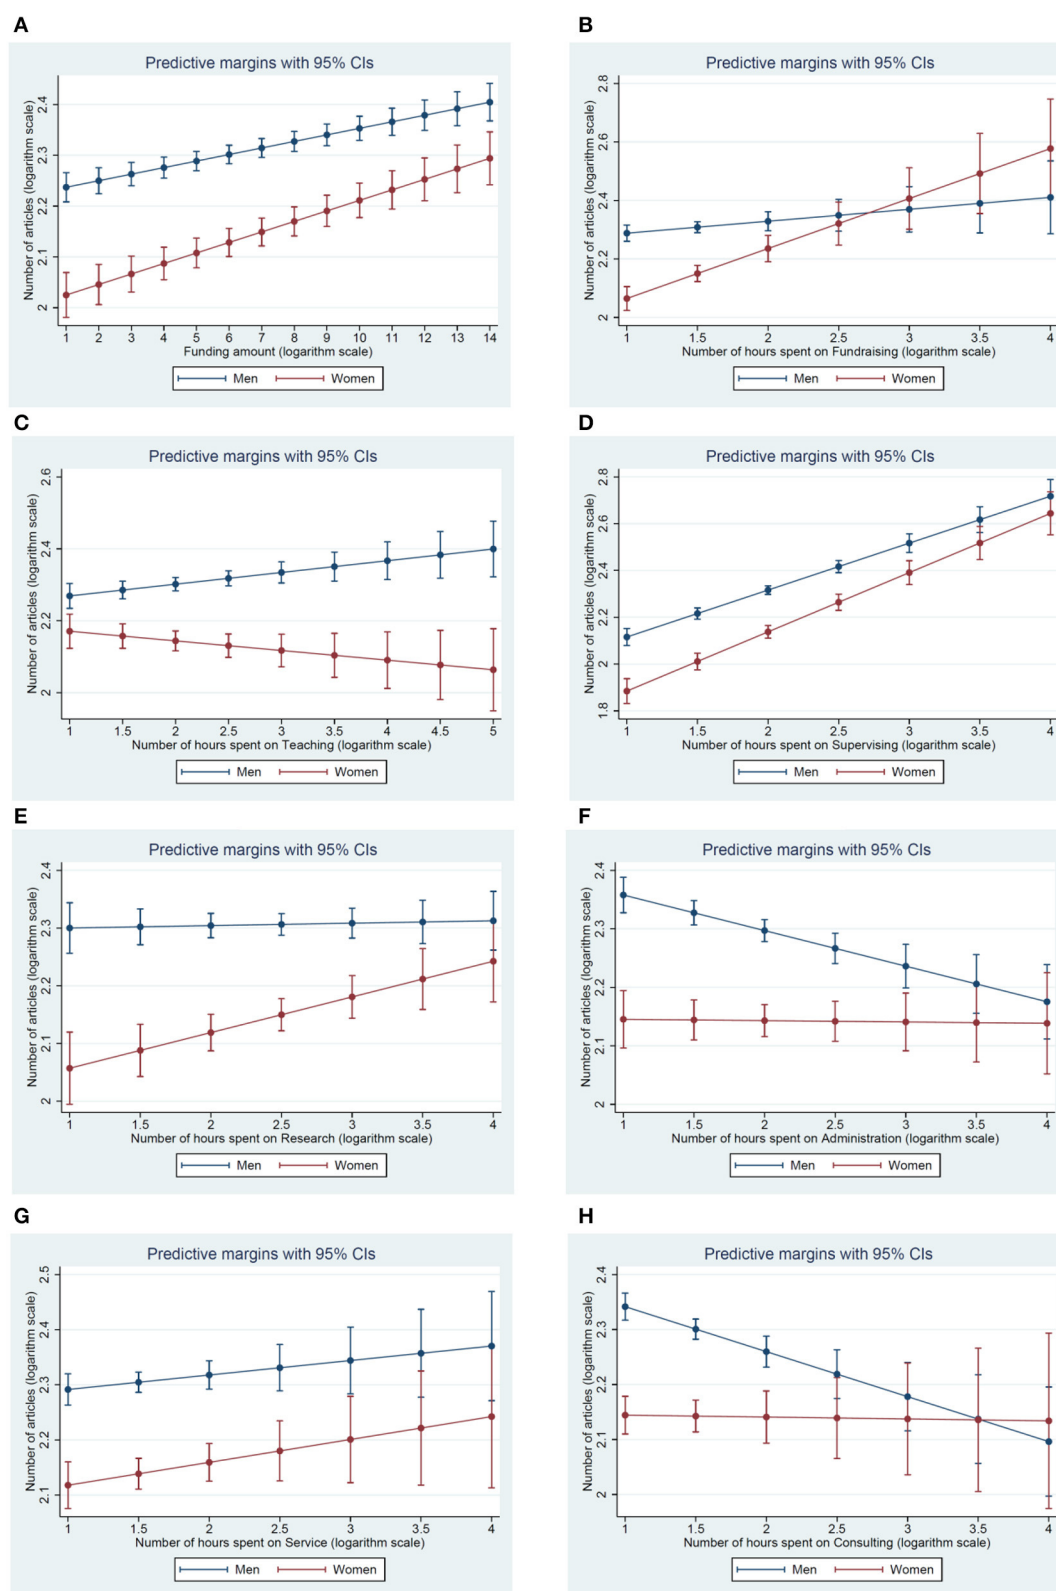 A
Predictive margins with 95% CIs
Number of articles (logarithm scale)
2.4
2.3
2.2
2.1
2
1 2 3 4 5 6 7 8 9 10 11 12 13 14
Funding amount (logarithm scale)
Men Women
B
Predictive margins with 95% CIs
Number of articles (logarithm scale)
2.8
2.6
2.4
2.2
2
1 1.5 2 2.5 3 3.5 4
Number of hours spent on Fundraising (logarithm scale)
Men Women
C
Predictive margins with 95% CIs
Number of articles (logarithm scale)
2.6
2.4
2.2
2
1 1.5 2 2.5 3 3.5 4 4.5 5
Number of hours spent on Teaching (logarithm scale)
Men Women
D
Predictive margins with 95% CIs
Number of articles (logarithm scale)
2.8
2.6
2.4
2.2
2
1.8
1 1.5 2 2.5 3 3.5 4
Number of hours spent on Supervising (logarithm scale)
Men Women
E
Predictive margins with 95% CIs
Number of articles (logarithm scale)
2.4
2.3
2.2
2.1
2
1 1.5 2 2.5 3 3.5 4
Number of hours spent on Research (logarithm scale)
Men Women
F
Predictive margins with 95% CIs
Number of articles (logarithm scale)
2.4
2.3
2.2
2.1
2
1 1.5 2 2.5 3 3.5 4
Number of hours spent on Administration (logarithm scale)
Men Women
G
Predictive margins with 95% CIs
Number of articles (logarithm scale)
2.5
2.4
2.3
2.2
2.1
1 1.5 2 2.5 3 3.5 4
Number of hours spent on Service (logarithm scale)
Men Women
H
Predictive margins with 95% CIs
Number of articles (logarithm scale)
2.4
2.3
2.2
2.1
2
1 1.5 2 2.5 3 3.5 4
Number of hours spent on Consulting (logarithm scale)
Men Women